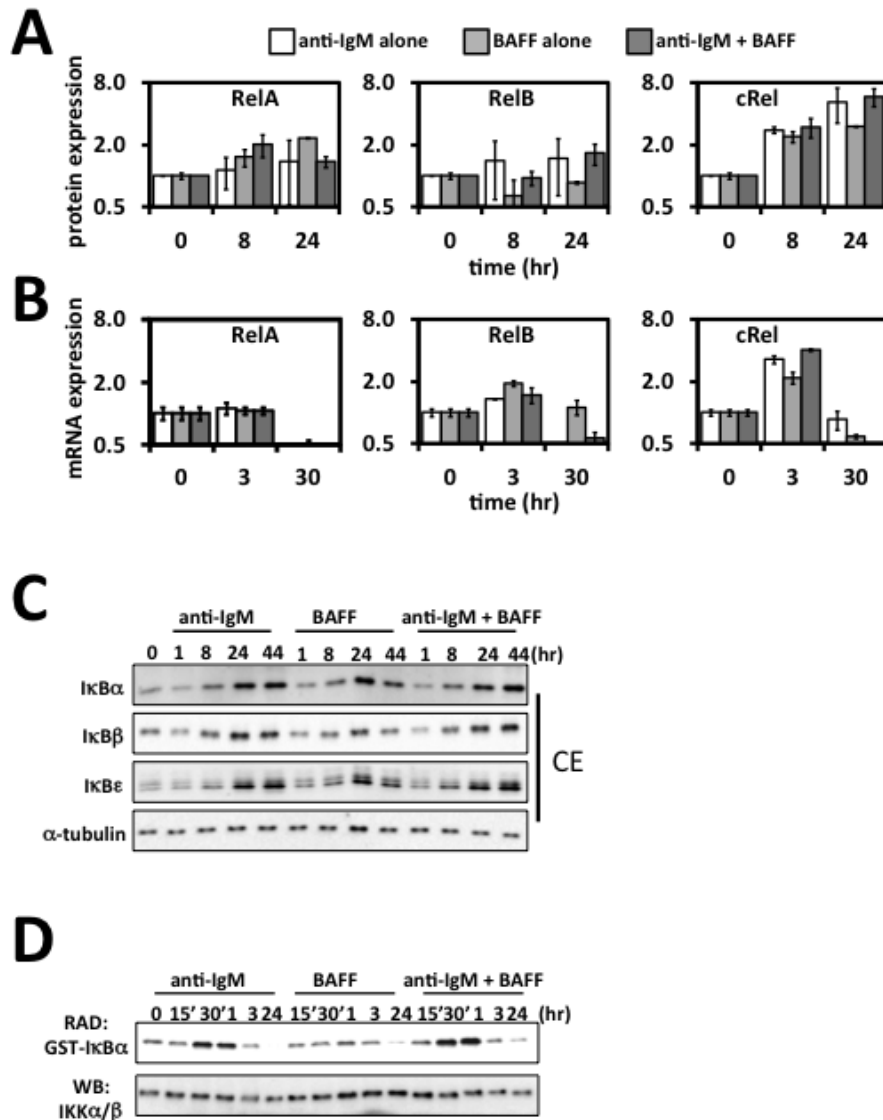 A
anti-IgM alone BAFF alone anti-IgM + BAFF
protein expression
8.0 2.0 0.5
RelA
0 8 24
8.0 2.0 0.5
RelB
0 8 24
8.0 2.0 0.5
cRel
0 8 24
time (hr)
B
mRNA expression
8.0 2.0 0.5
RelA
0 3 30
8.0 2.0 0.5
RelB
0 3 30
8.0 2.0 0.5
cRel
0 3 30
time (hr)
C
anti-IgM BAFF anti-IgM + BAFF
0 1 8 24 44 1 8 24 44 1 8 24 44 (hr)
IκBα
IκBβ
IκBε
α-tubulin
CE
D
anti-IgM BAFF anti-IgM + BAFF
0 15’ 30’ 1 3 24 15’ 30’ 1 3 24 15’ 30’ 1 3 24 (hr)
RAD:
GST-IκBα
WB:
IKKα/β